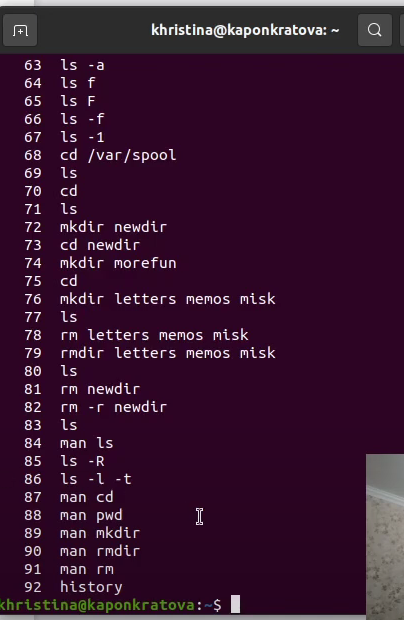 khristina@kaponkratova: ~
63 ls -a
64 ls f
65 ls F
66 ls -f
67 ls -1
68 cd /var/spool
69 ls
70 cd
71 ls
72 mkdir newdir
73 cd newdir
74 mkdir morefun
75 cd
76 mkdir letters memos misk
77 ls
78 rm letters memos misk
79 rmdir letters memos misk
80 ls
81 rm newdir
82 rm -r newdir
83 ls
84 man ls
85 ls -R
86 ls -l -t
87 man cd
88 man pwd
89 man mkdir
90 man rmdir
91 man rm
92 history
khristina@kaponkratova:~$